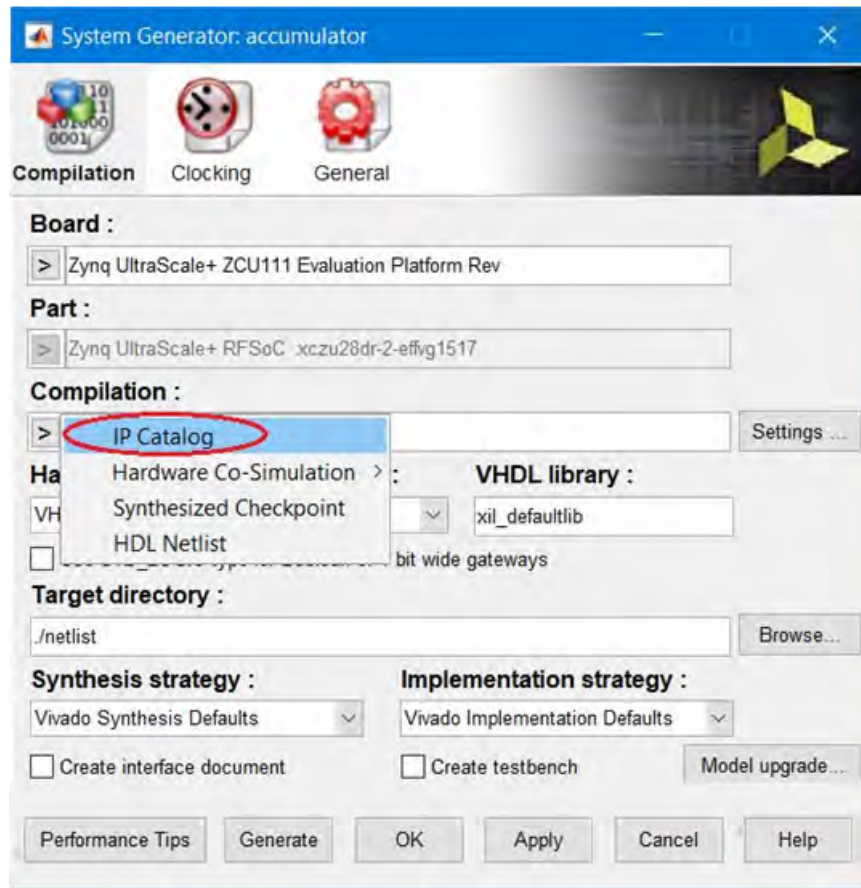 System Generator: accumulator
Compilation Clocking General
Board :
> Zynq UltraScale+ ZCU111 Evaluation Platform Rev
Part :
> Zynq UltraScale+ RFSoC xczu28dr-2-effvg1517
Compilation :
> IP Catalog Settings ...
Hardware Co-Simulation >
Ha : VHDL library :
Synthesized Checkpoint
VH xil_defaultlib
HDL Netlist
bit wide gateways
Target directory :
./netlist Browse...
Synthesis strategy : Implementation strategy :
Vivado Synthesis Defaults Vivado Implementation Defaults
Create interface document Create testbench Model upgrade...
Performance Tips Generate OK Apply Cancel Help